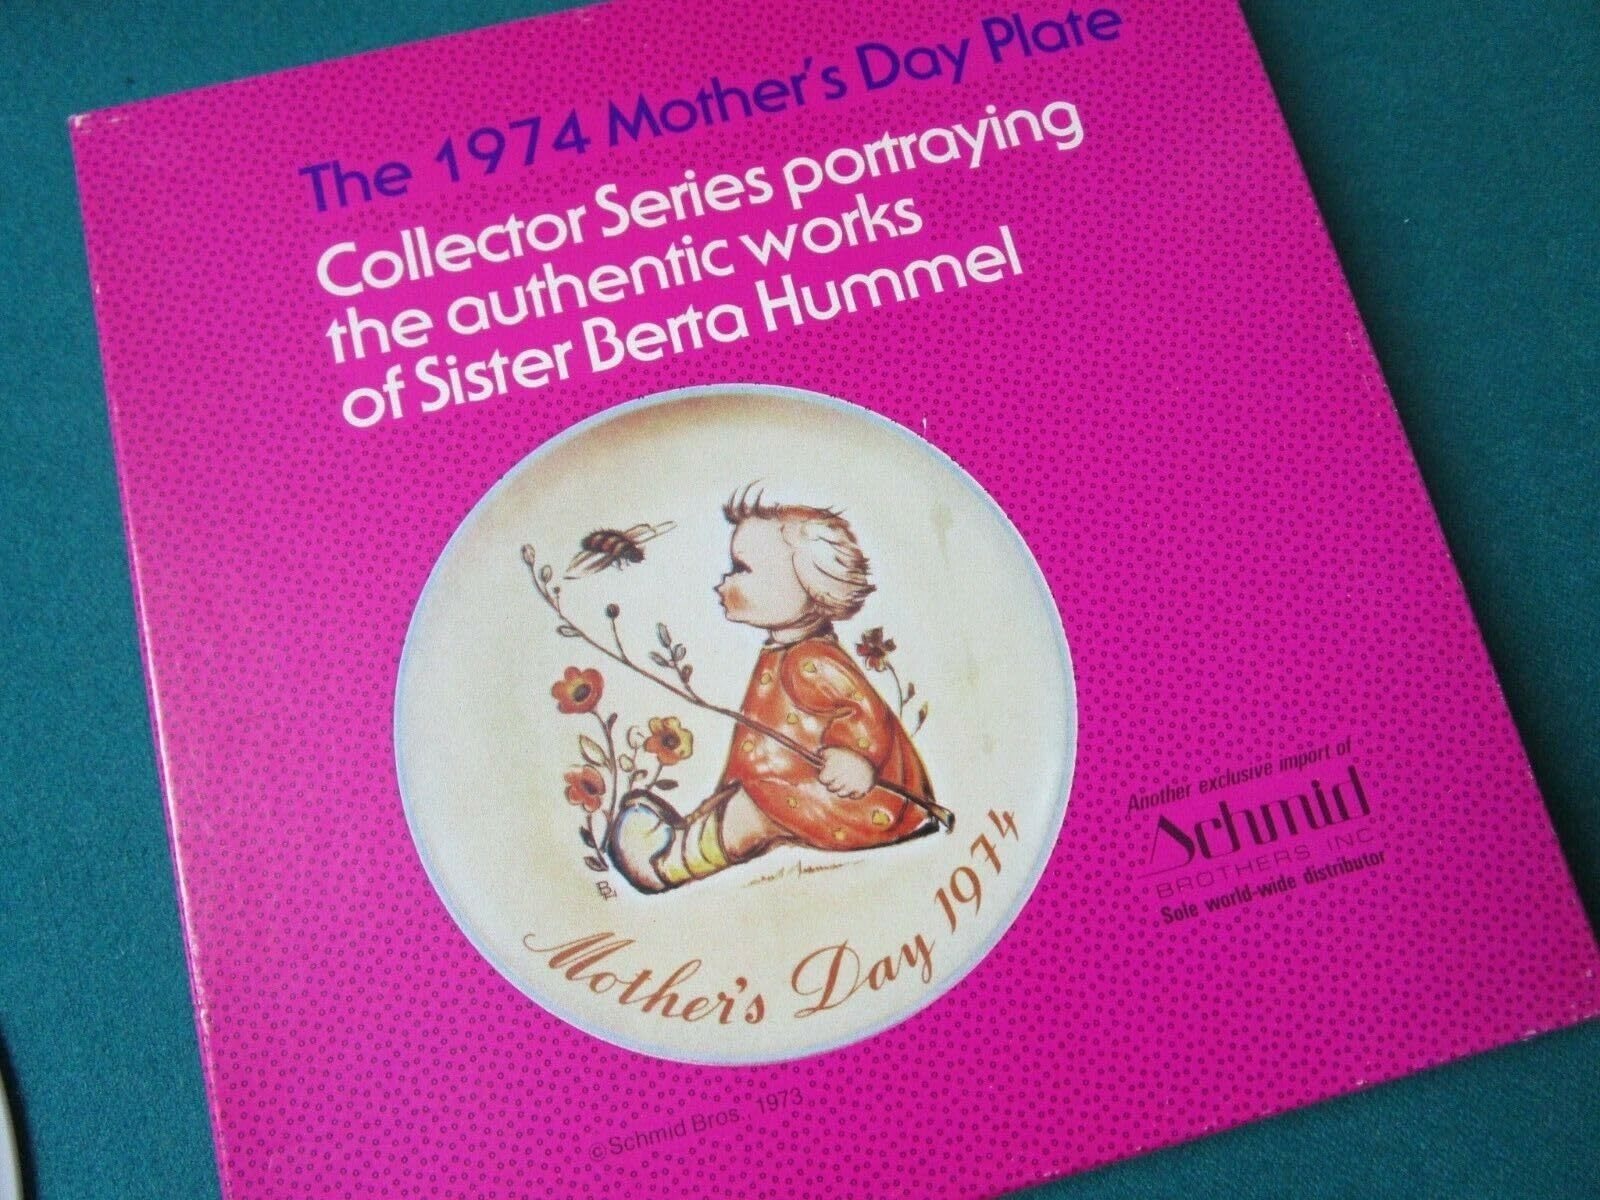 The 1974 Mother's Day Plate
Collector Series portraying
the authentic works
of Sister Berta Hummel
Mother's Day 1974
Another exclusive import of
Schmid
BROTHERS INC
Sole world-wide distributor
©Schmid Bros., 1973